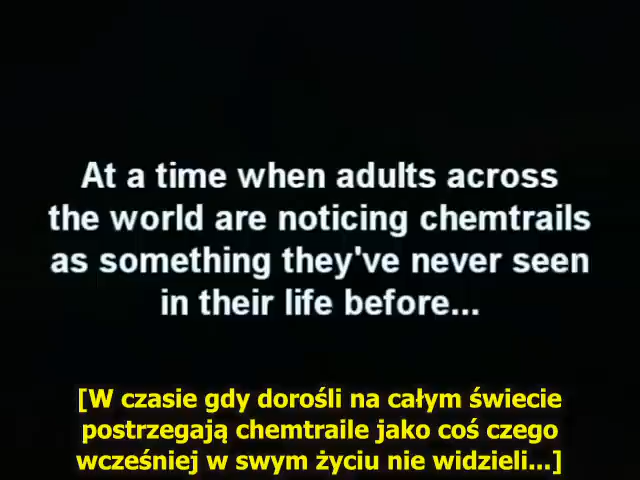 At a time when adults across
the world are noticing chemtrails
as something they've never seen
in their life before...
[W czasie gdy dorośli na całym świecie
postrzegają chemtraile jako coś czego
wcześniej w swym życiu nie widzieli...]